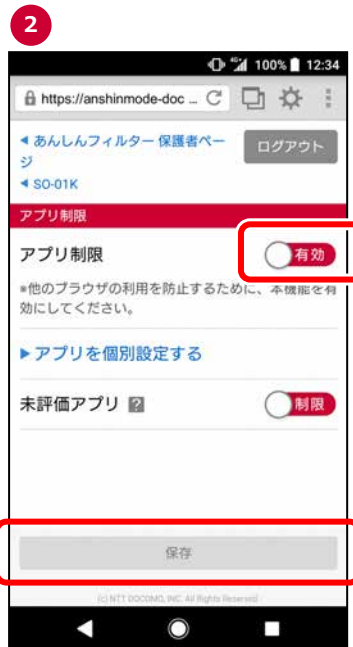 2
4G 100% 12:34
https://anshinmode-doc ...
◀ あんしんフィルター 保護者ペー
ジ
ログアウト
◀ SO-01K
アプリ制限
アプリ制限
有効
※他のブラウザの利用を防止するために、本機能を有
効にしてください。
▶ アプリを個別設定する
未評価アプリ ?
制限
保存
(c) NTT DOCOMO, INC. All Rights Reserved